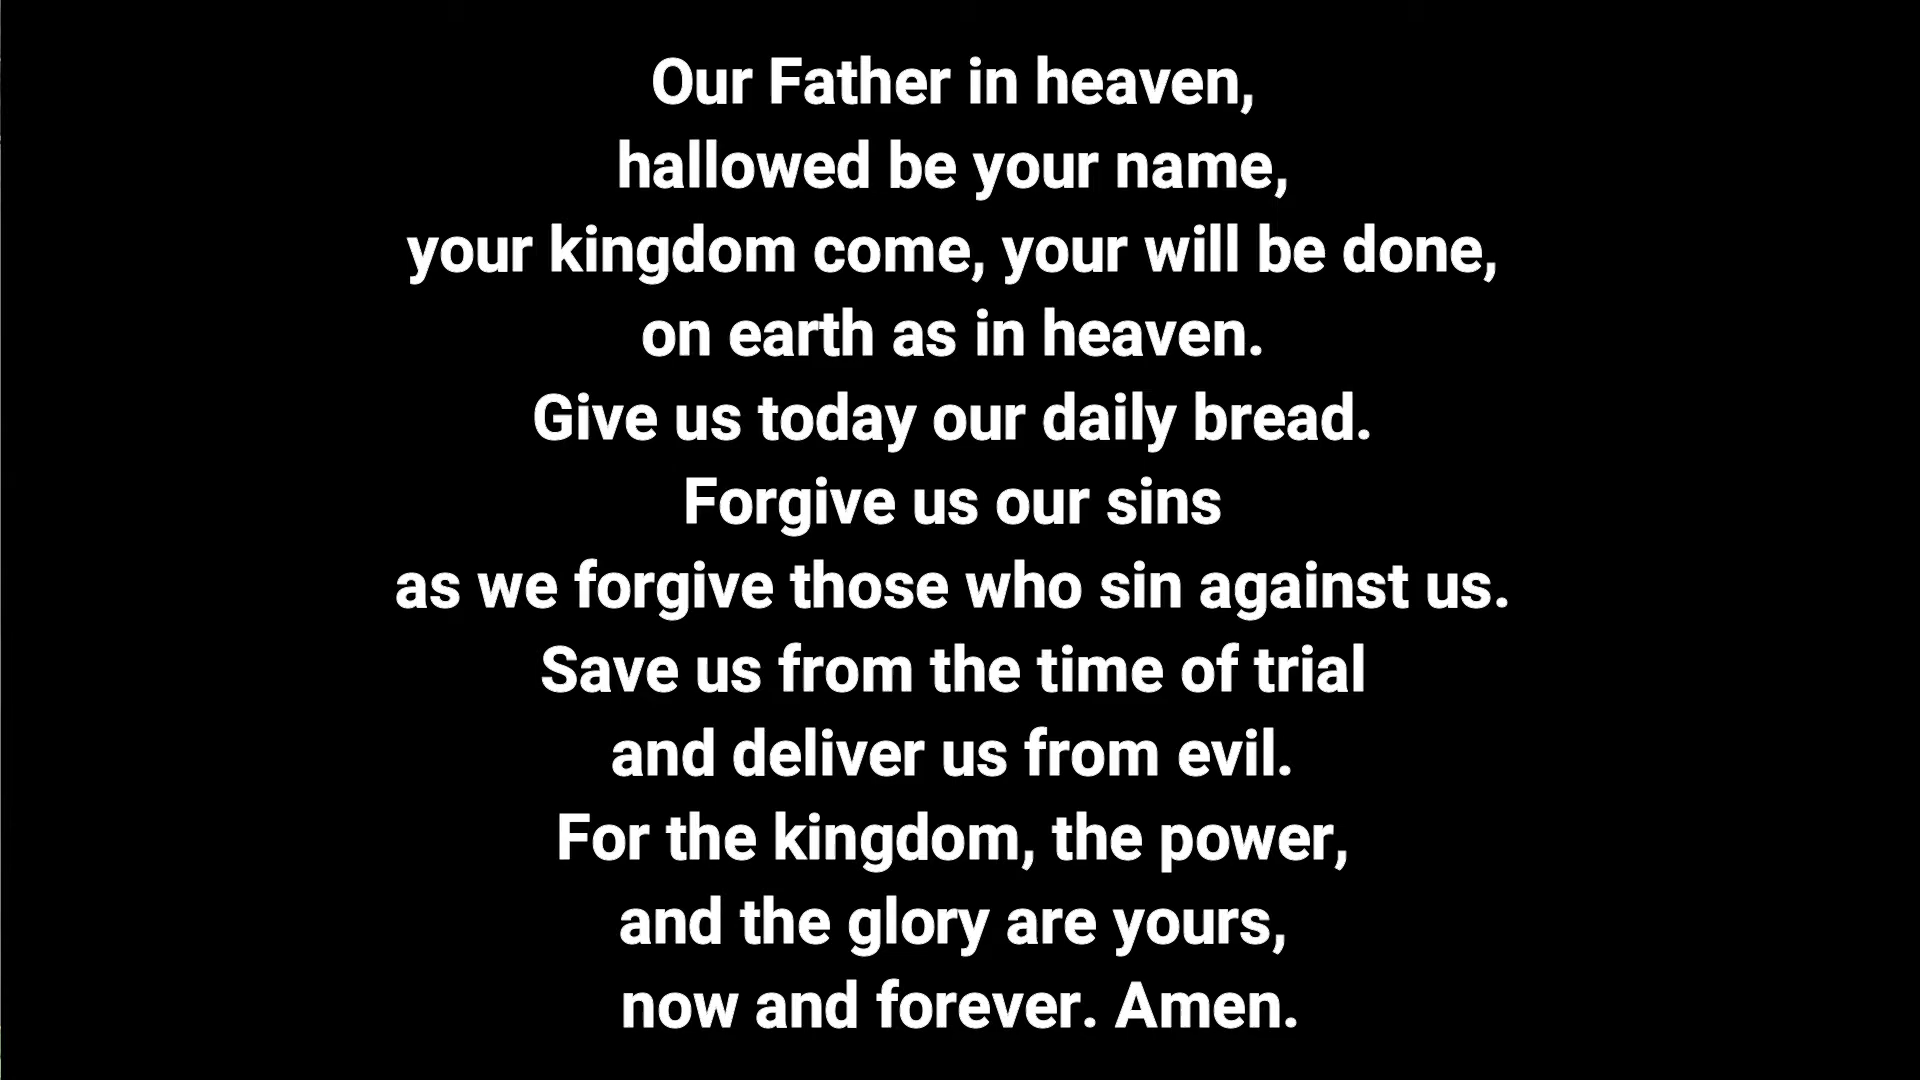 Our Father in heaven,
hallowed be your name,
your kingdom come, your will be done,
on earth as in heaven.
Give us today our daily bread.
Forgive us our sins
as we forgive those who sin against us.
Save us from the time of trial
and deliver us from evil.
For the kingdom, the power,
and the glory are yours,
now and forever. Amen.